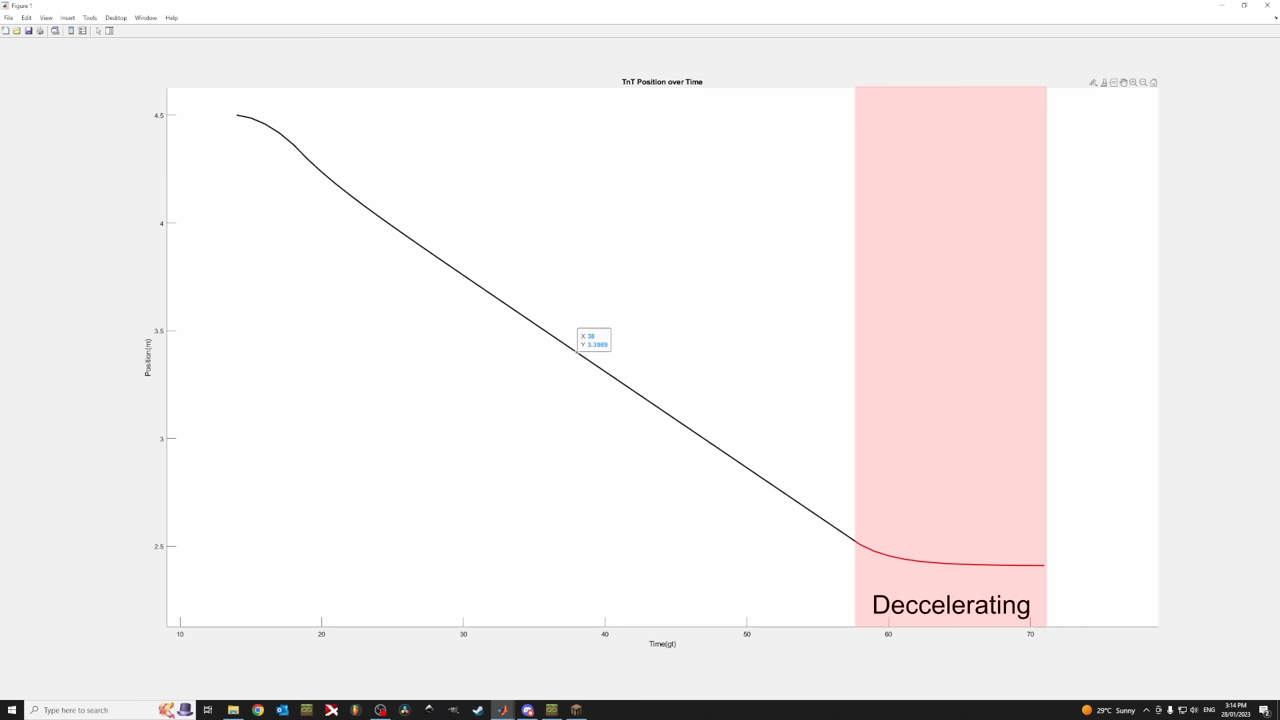 Figure 1
File Edit View Insert Tools Desktop Window Help
TnT Position over Time
4.5
4
3.5
3
2.5
Position(m)
X 38
Y 3.3989
Deccelerating
10 20 30 40 50 60 70
Time(gt)
Type here to search
29°C Sunny
ENG
3:14 PM
28/01/2023